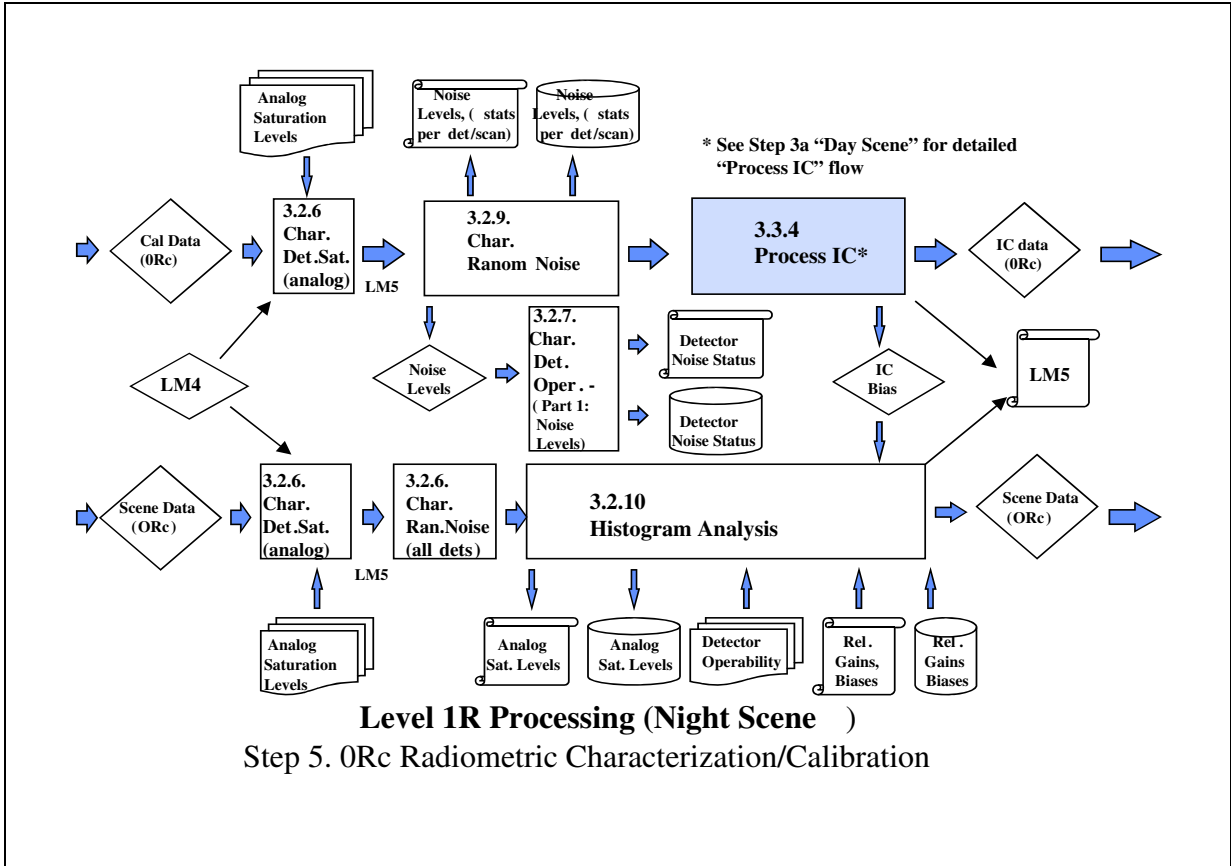 Analog
Saturation
Levels
Noise
Levels, ( stats
per det/scan)
Noise
Levels, ( stats
per det/scan)
* See Step 3a “Day Scene” for detailed
“Process IC” flow
Cal Data
(0Rc)
3.2.6
Char.
Det.Sat.
(analog)
LM5
3.2.9.
Char.
Ranom Noise
3.3.4
Process IC*
IC data
(0Rc)
LM4
Noise
Levels
3.2.7.
Char.
Det.
Oper. -
( Part 1:
Noise
Levels)
Detector
Noise Status
Detector
Noise Status
IC
Bias
LM5
Scene Data
(ORc)
3.2.6.
Char.
Det.Sat.
(analog)
LM5
3.2.6.
Char.
Ran.Noise
(all dets)
3.2.10
Histogram Analysis
Scene Data
(ORc)
Analog
Saturation
Levels
Analog
Sat. Levels
Analog
Sat. Levels
Detector
Operability
Rel.
Gains,
Biases
Rel.
Gains
Biases
Level 1R Processing (Night Scene )
Step 5. 0Rc Radiometric Characterization/Calibration